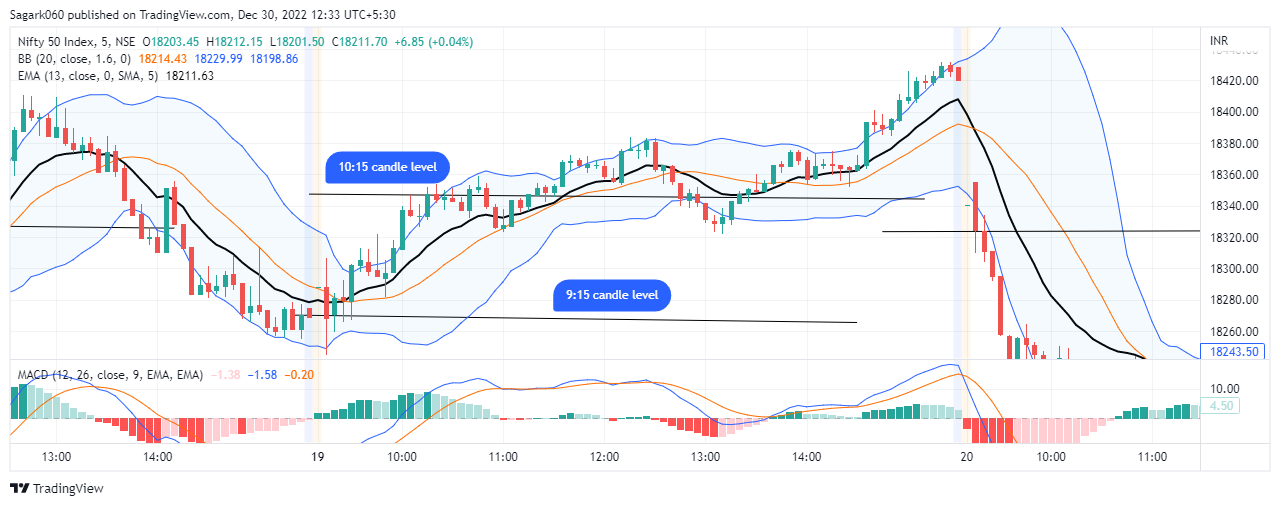 Sagark060 published on TradingView.com, Dec 30, 2022 12:33 UTC+5:30
Nifty 50 Index, 5, NSE O18203.45 H18212.15 L18201.50 C18211.70 +6.85 (+0.04%)
INR
BB (20, close, 1.6, 0) 18214.43 18229.99 18198.86
EMA (13, close, 0, SMA, 5) 18211.63
18440.00
18420.00
18400.00
18380.00
10:15 candle level
18360.00
18340.00
18320.00
18300.00
9:15 candle level
18280.00
18260.00
18243.50
MACD (12, 26, close, 9, EMA, EMA) −1.38 −1.58 −0.20
10.00
4.50
13:00 14:00 19 10:00 11:00 12:00 13:00 14:00 20 10:00 11:00
TradingView